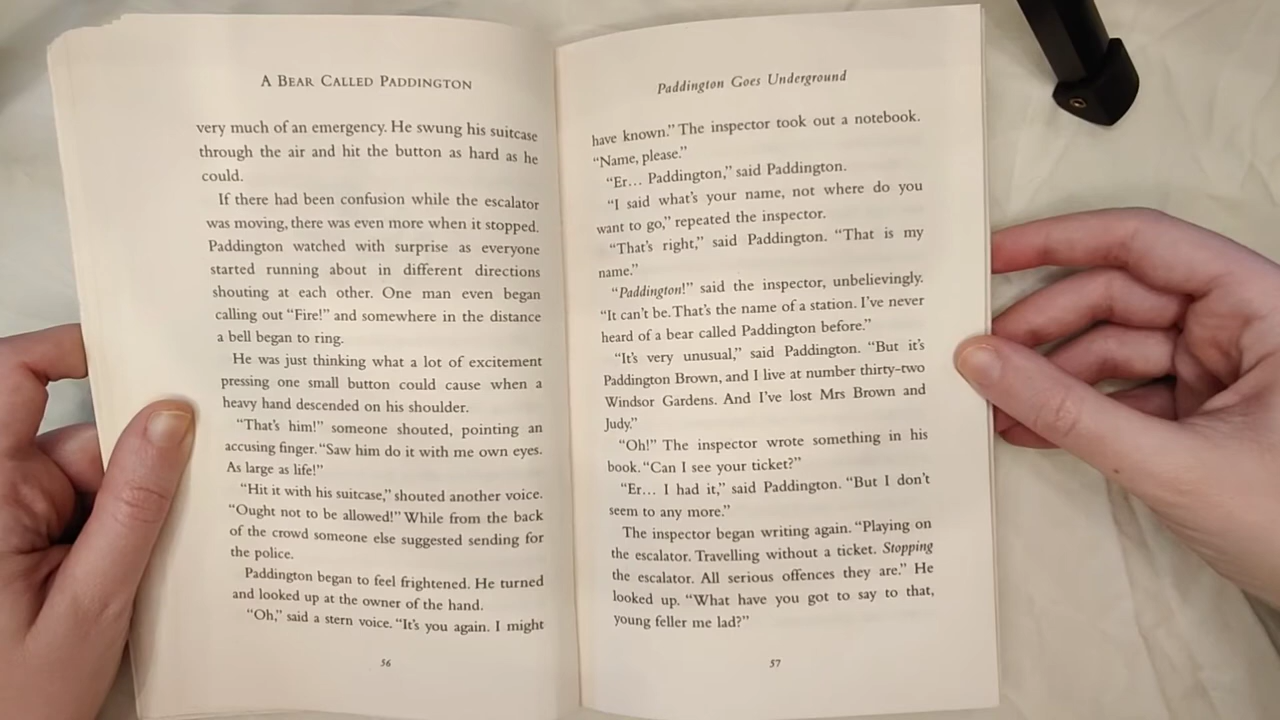 A Bear Called Paddington
very much of an emergency. He swung his suitcase
through the air and hit the button as hard as he
could.
If there had been confusion while the escalator
was moving, there was even more when it stopped.
Paddington watched with surprise as everyone
started running about in different directions
shouting at each other. One man even began
calling out “Fire!” and somewhere in the distance
a bell began to ring.
He was just thinking what a lot of excitement
pressing one small button could cause when a
heavy hand descended on his shoulder.
“That’s him!” someone shouted, pointing an
accusing finger. “Saw him do it with me own eyes.
As large as life!”
“Hit it with his suitcase,” shouted another voice.
“Ought not to be allowed!” While from the back
of the crowd someone else suggested sending for
the police.
Paddington began to feel frightened. He turned
and looked up at the owner of the hand.
“Oh,” said a stern voice. “It’s you again. I might
56
Paddington Goes Underground
have known.” The inspector took out a notebook.
“Name, please.”
“Er… Paddington,” said Paddington.
“I said what’s your name, not where do you
want to go,” repeated the inspector.
“That’s right,” said Paddington. “That is my
name.”
“Paddington!” said the inspector, unbelievingly.
“It can’t be. That’s the name of a station. I’ve never
heard of a bear called Paddington before.”
“It’s very unusual,” said Paddington. “But it’s
Paddington Brown, and I live at number thirty-two
Windsor Gardens. And I’ve lost Mrs Brown and
Judy.”
“Oh!” The inspector wrote something in his
book. “Can I see your ticket?”
“Er… I had it,” said Paddington. “But I don’t
seem to any more.”
The inspector began writing again. “Playing on
the escalator. Travelling without a ticket. Stopping
the escalator. All serious offences they are.” He
looked up. “What have you got to say to that,
young feller me lad?”
57